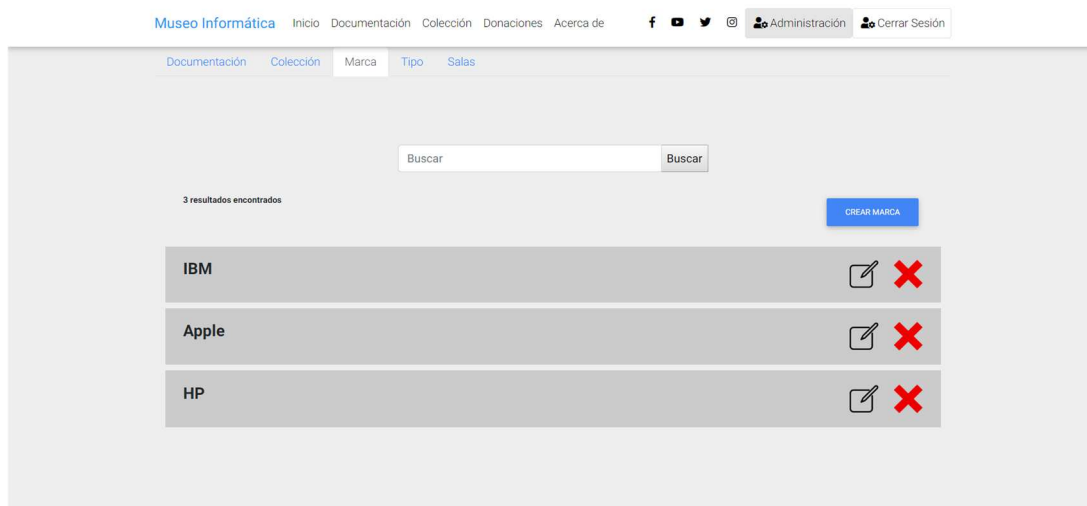 Museo Informática Inicio Documentación Colección Donaciones Acerca de Administración Cerrar Sesión
Documentación Colección Marca Tipo Salas
Buscar Buscar
3 resultados encontrados
CREAR MARCA
IBM
Apple
HP